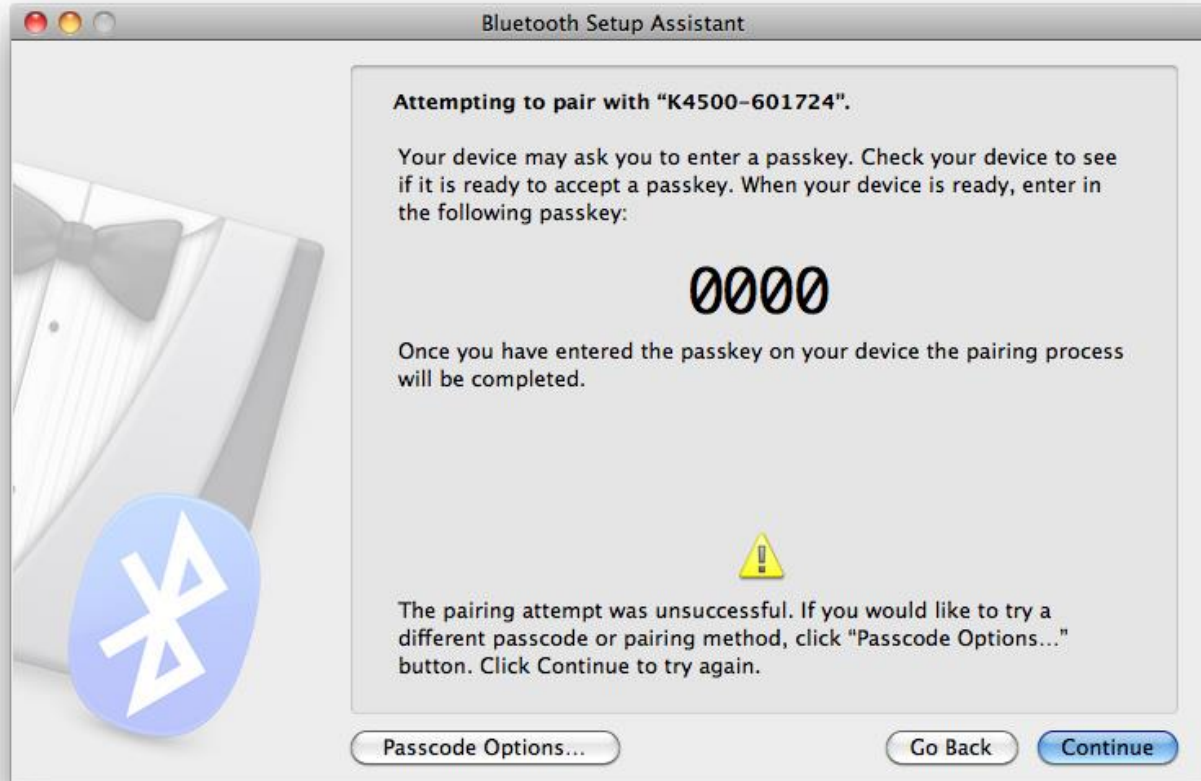 Bluetooth Setup Assistant
Attempting to pair with “K4500-601724”.
Your device may ask you to enter a passkey. Check your device to see
if it is ready to accept a passkey. When your device is ready, enter in
the following passkey:
0000
Once you have entered the passkey on your device the pairing process
will be completed.
The pairing attempt was unsuccessful. If you would like to try a
different passcode or pairing method, click “Passcode Options...”
button. Click Continue to try again.
Passcode Options...
Go Back
Continue